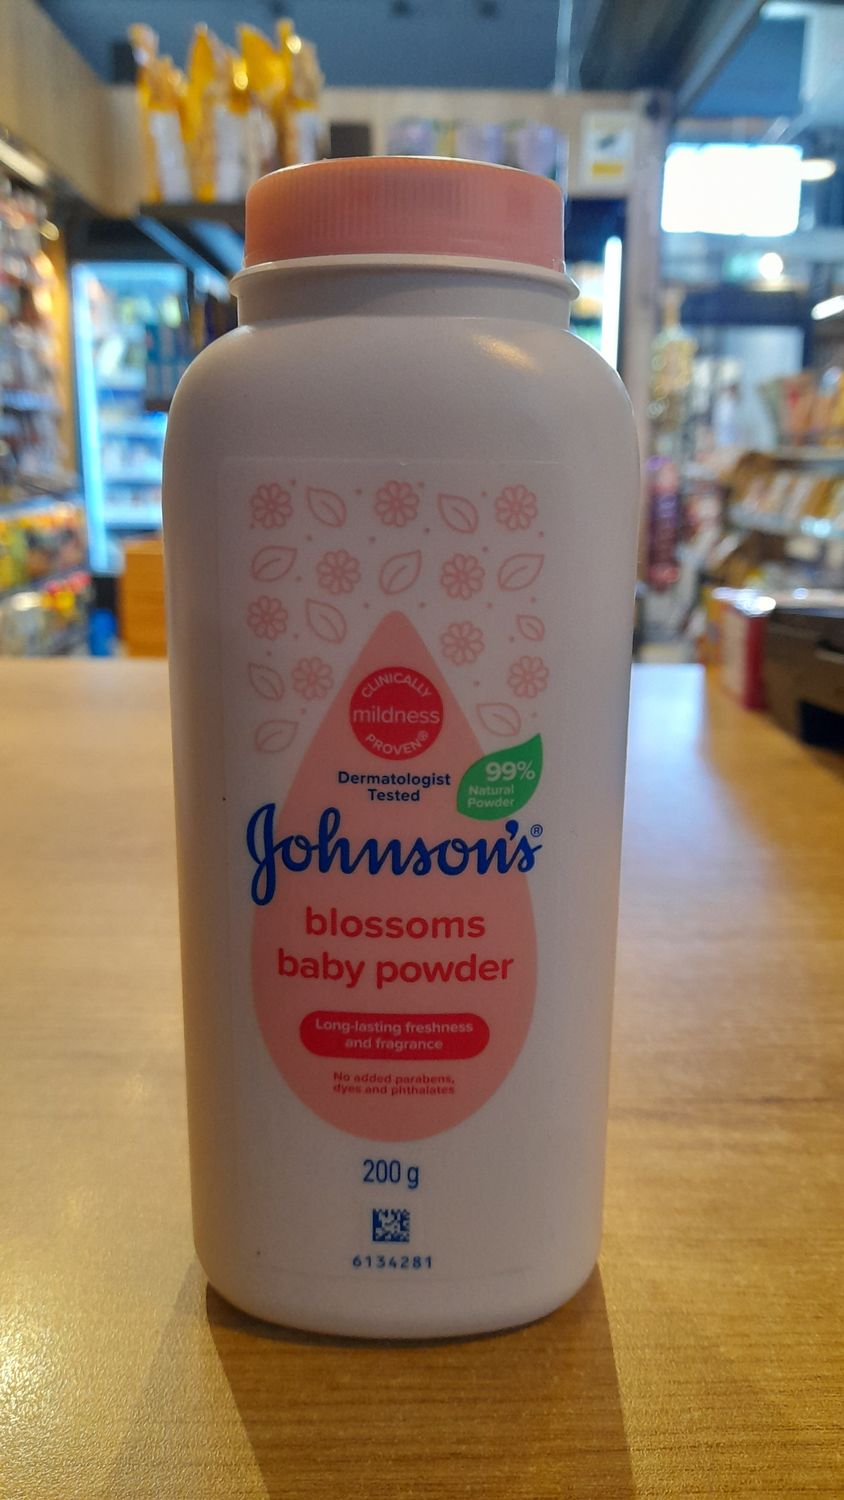 CLINICALLY
mildness
PROVEN®
Dermatologist
Tested
99%
Natural
Powder
Johnson's®
blossoms
baby powder
Long-lasting freshness
and fragrance
No added parabens,
dyes and phthalates
200 g
6134281